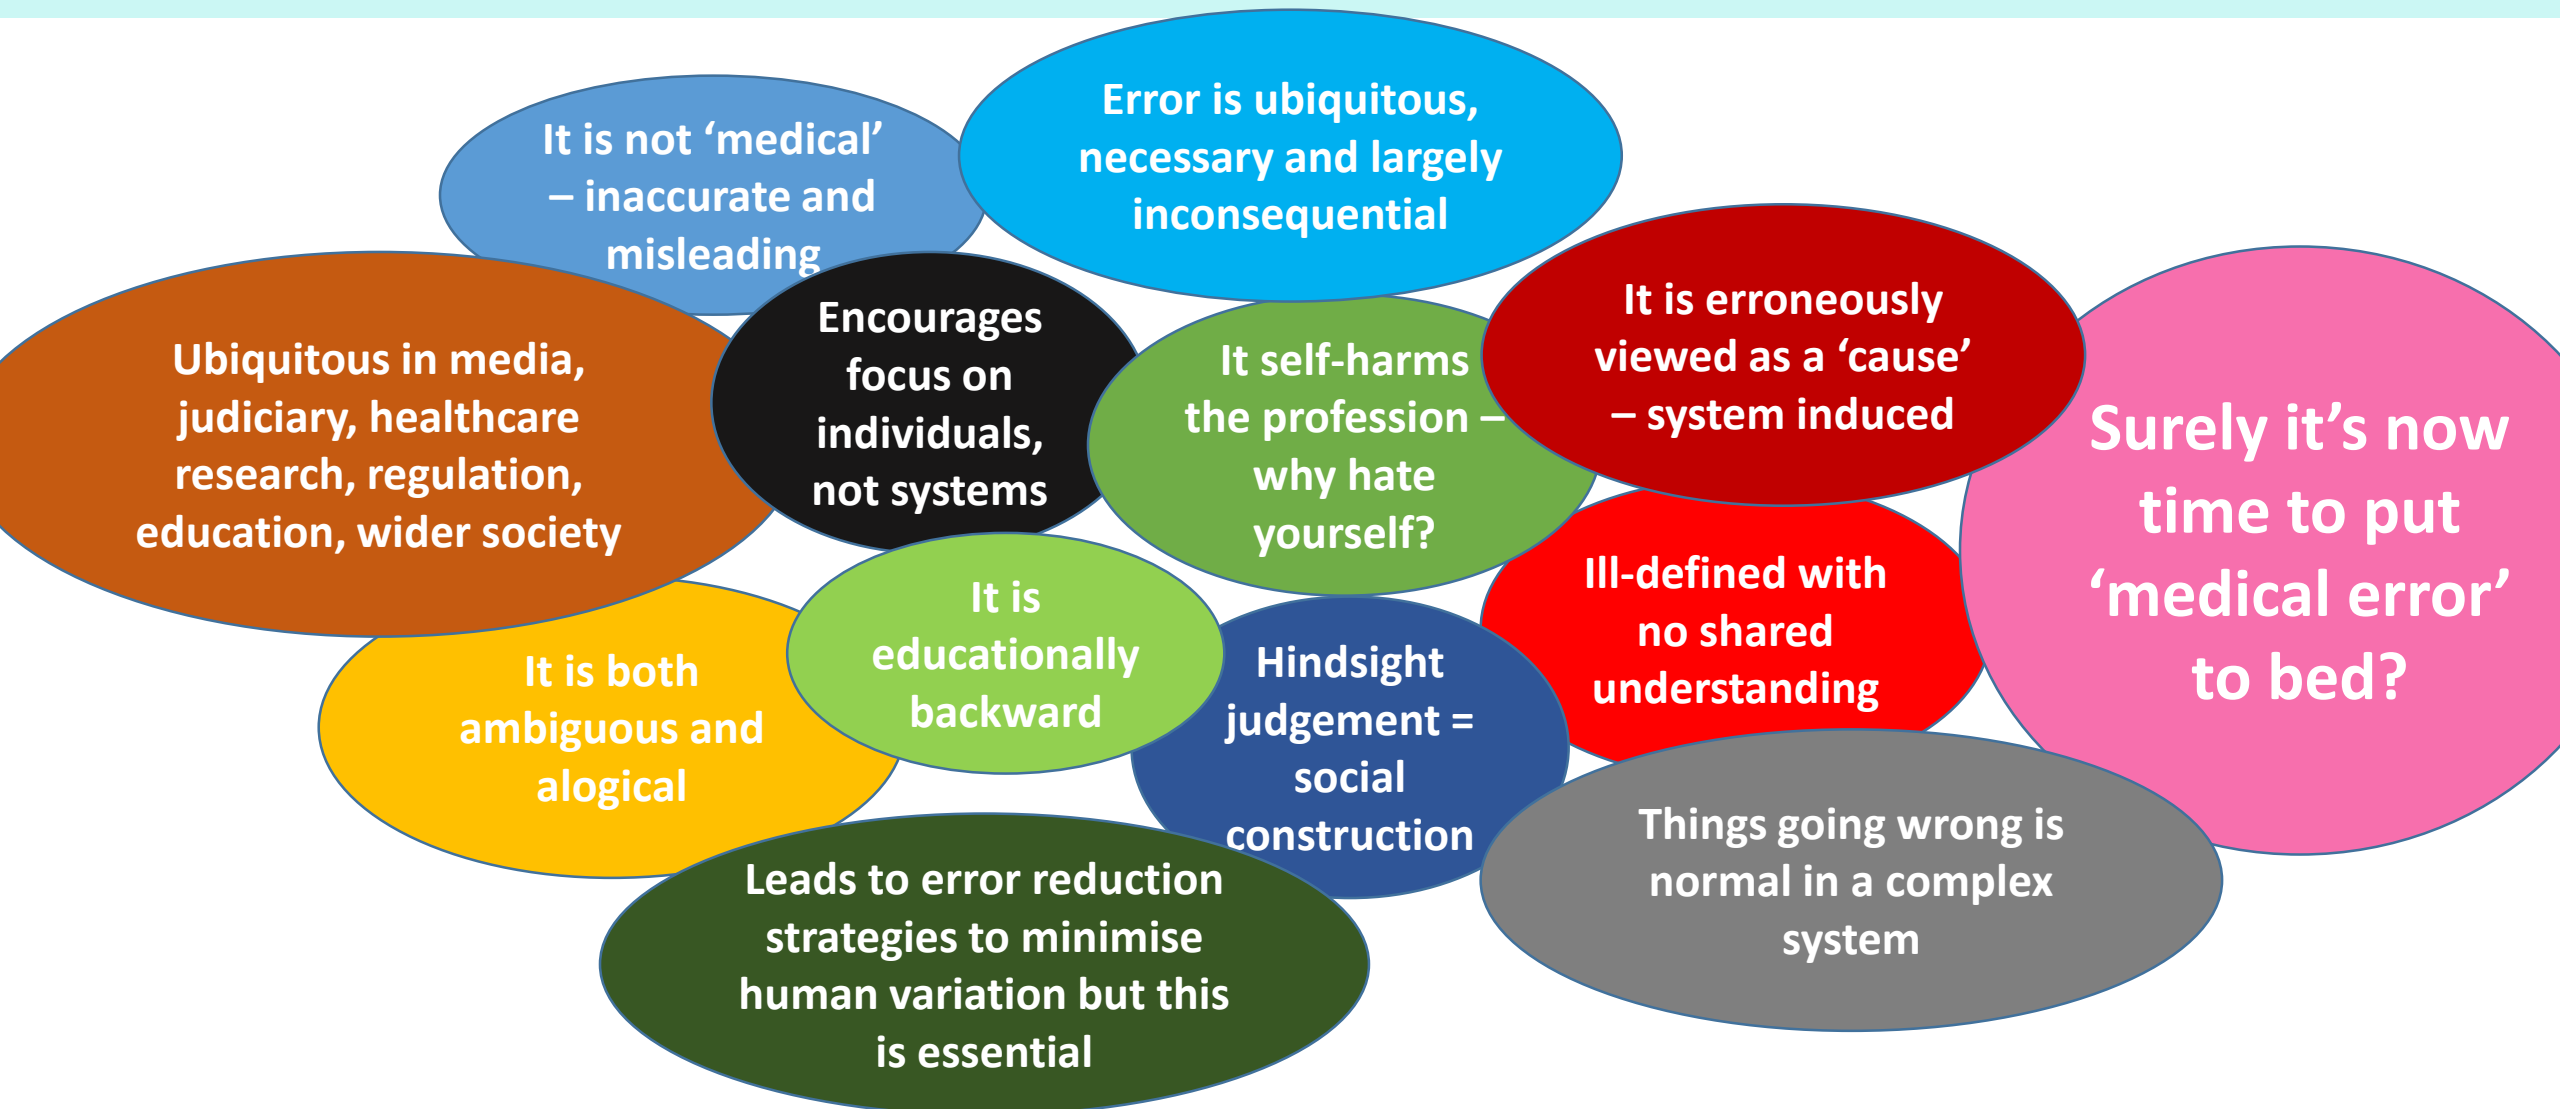 It is not ‘medical’
– inaccurate and
misleading
Error is ubiquitous,
necessary and largely
inconsequential
Ubiquitous in media,
judiciary, healthcare
research, regulation,
education, wider society
Encourages
focus on
individuals,
not systems
It self-harms
the profession –
why hate
yourself?
It is erroneously
viewed as a ‘cause’
– system induced
Surely it’s now
time to put
‘medical error’
to bed?
It is both
ambiguous and
alogical
It is
educationally
backward
Hindsight
judgement =
social
construction
Ill-defined with
no shared
understanding
Leads to error reduction
strategies to minimise
human variation but this
is essential
Things going wrong is
normal in a complex
system